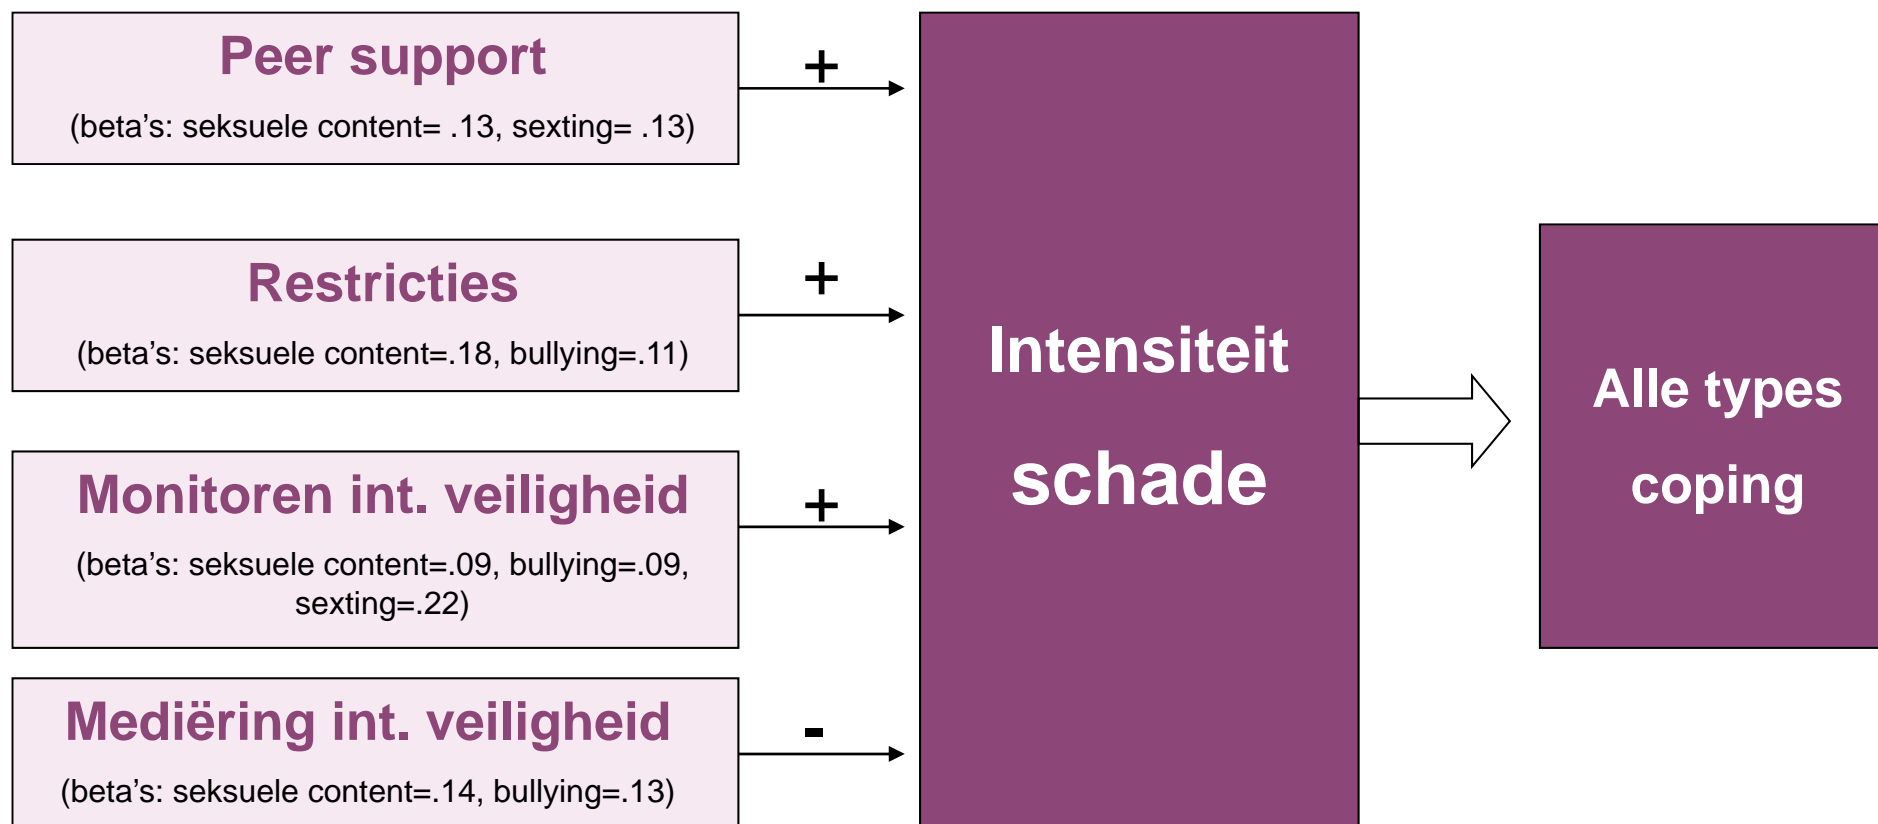 Peer support
(beta's: seksuele content= .13, sexting= .13)
+
Restricties
(beta's: seksuele content=.18, bullying=.11)
+
Monitoren int. veiligheid
(beta's: seksuele content=.09, bullying=.09,
sexting=.22)
+
Mediëring int. veiligheid
(beta's: seksuele content=.14, bullying=.13)
-
Intensiteit
schade
Alle types
coping